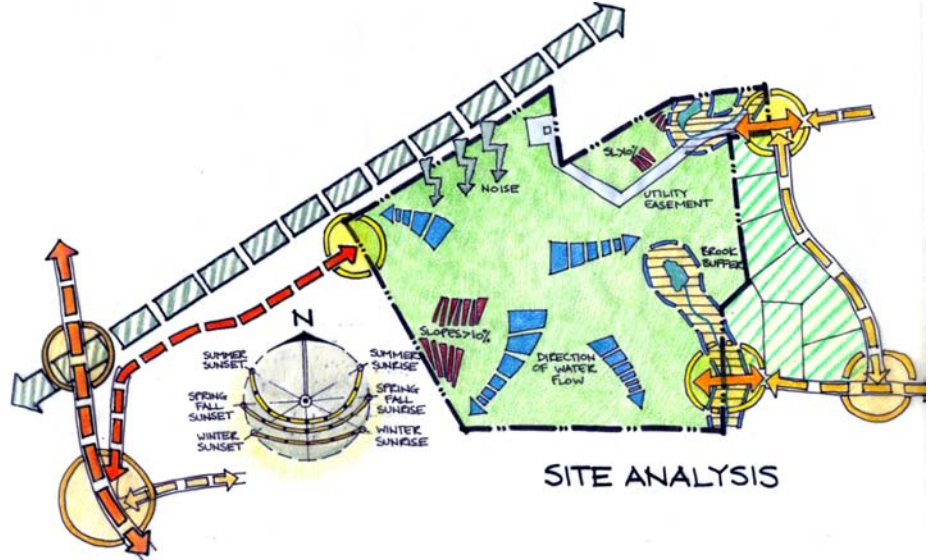 SL>10%
NOISE
UTILITY
EASEMENT
BROOK
BUFFER
SLOPES>10%
N
SUMMER
SUNSET
SUMMER
SUNRISE
SPRING
FALL
SUNSET
SPRING
FALL
SUNRISE
WINTER
SUNSET
WINTER
SUNRISE
DIRECTION
OF WATER
FLOW
SITE ANALYSIS